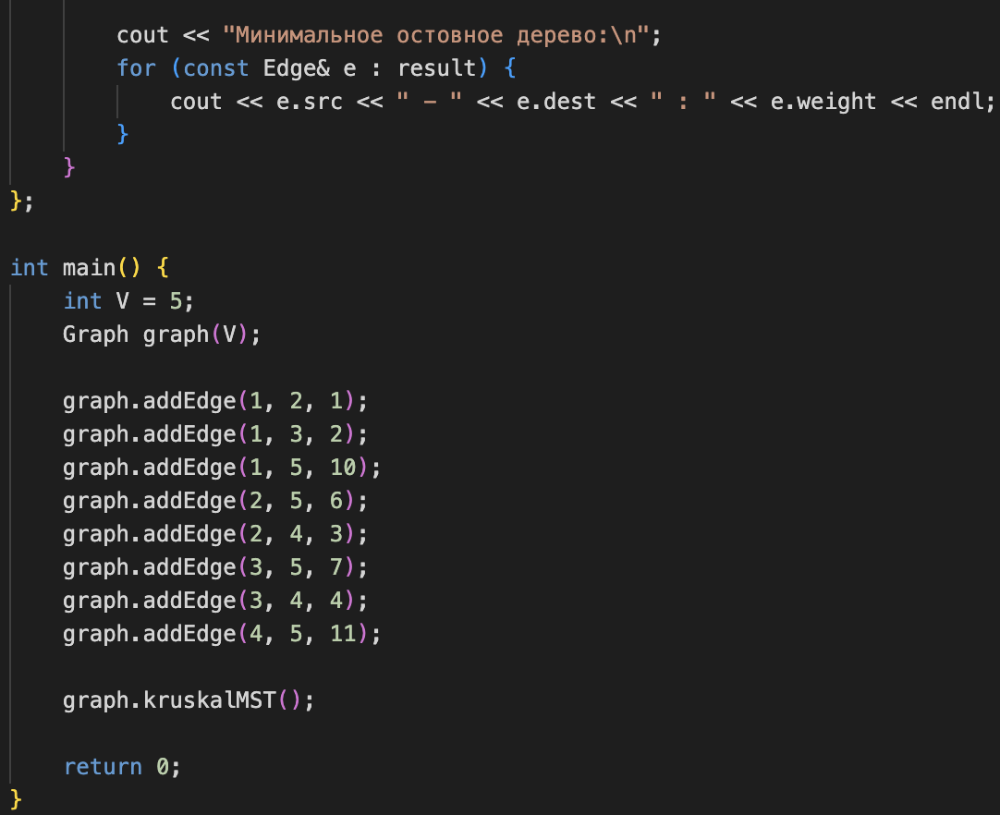 cout << "Минимальное остовное дерево:\n";
for (const Edge& e : result) {
cout << e.src << " - " << e.dest << " : " << e.weight << endl;
}
}
};
int main() {
int V = 5;
Graph graph(V);
graph.addEdge(1, 2, 1);
graph.addEdge(1, 3, 2);
graph.addEdge(1, 5, 10);
graph.addEdge(2, 5, 6);
graph.addEdge(2, 4, 3);
graph.addEdge(3, 5, 7);
graph.addEdge(3, 4, 4);
graph.addEdge(4, 5, 11);
graph.kruskalMST();
return 0;
}